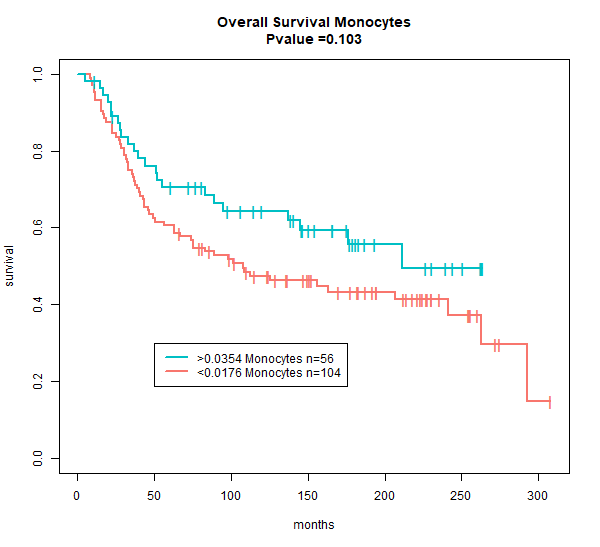 Overall Survival Monocytes
Pvalue =0.103
1.0
0.8
0.6
0.4
0.2
0.0
survival
>0.0354 Monocytes n=56
<0.0176 Monocytes n=104
0 50 100 150 200 250 300
months